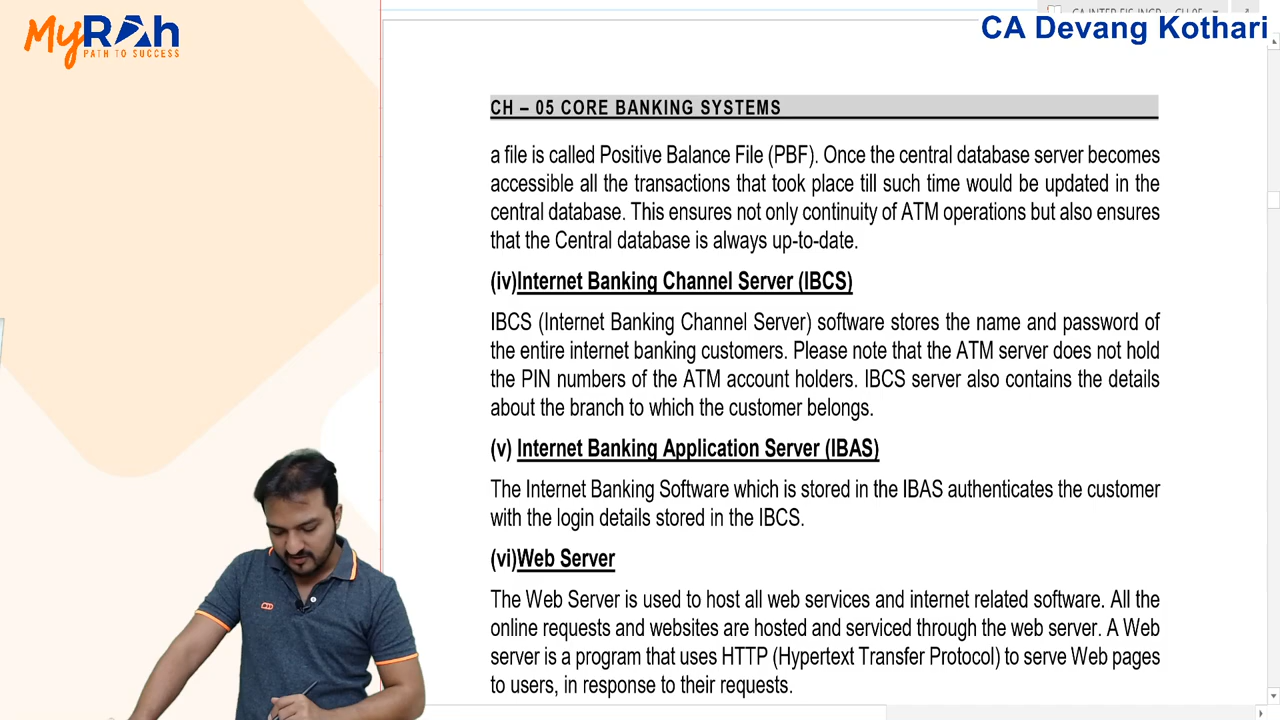 MyRAh
PATH TO SUCCESS
CA Devang Kothari
CH – 05 CORE BANKING SYSTEMS
a file is called Positive Balance File (PBF). Once the central database server becomes
accessible all the transactions that took place till such time would be updated in the
central database. This ensures not only continuity of ATM operations but also ensures
that the Central database is always up-to-date.
(iv)Internet Banking Channel Server (IBCS)
IBCS (Internet Banking Channel Server) software stores the name and password of
the entire internet banking customers. Please note that the ATM server does not hold
the PIN numbers of the ATM account holders. IBCS server also contains the details
about the branch to which the customer belongs.
(v) Internet Banking Application Server (IBAS)
The Internet Banking Software which is stored in the IBAS authenticates the customer
with the login details stored in the IBCS.
(vi)Web Server
The Web Server is used to host all web services and internet related software. All the
online requests and websites are hosted and serviced through the web server. A Web
server is a program that uses HTTP (Hypertext Transfer Protocol) to serve Web pages
to users, in response to their requests.